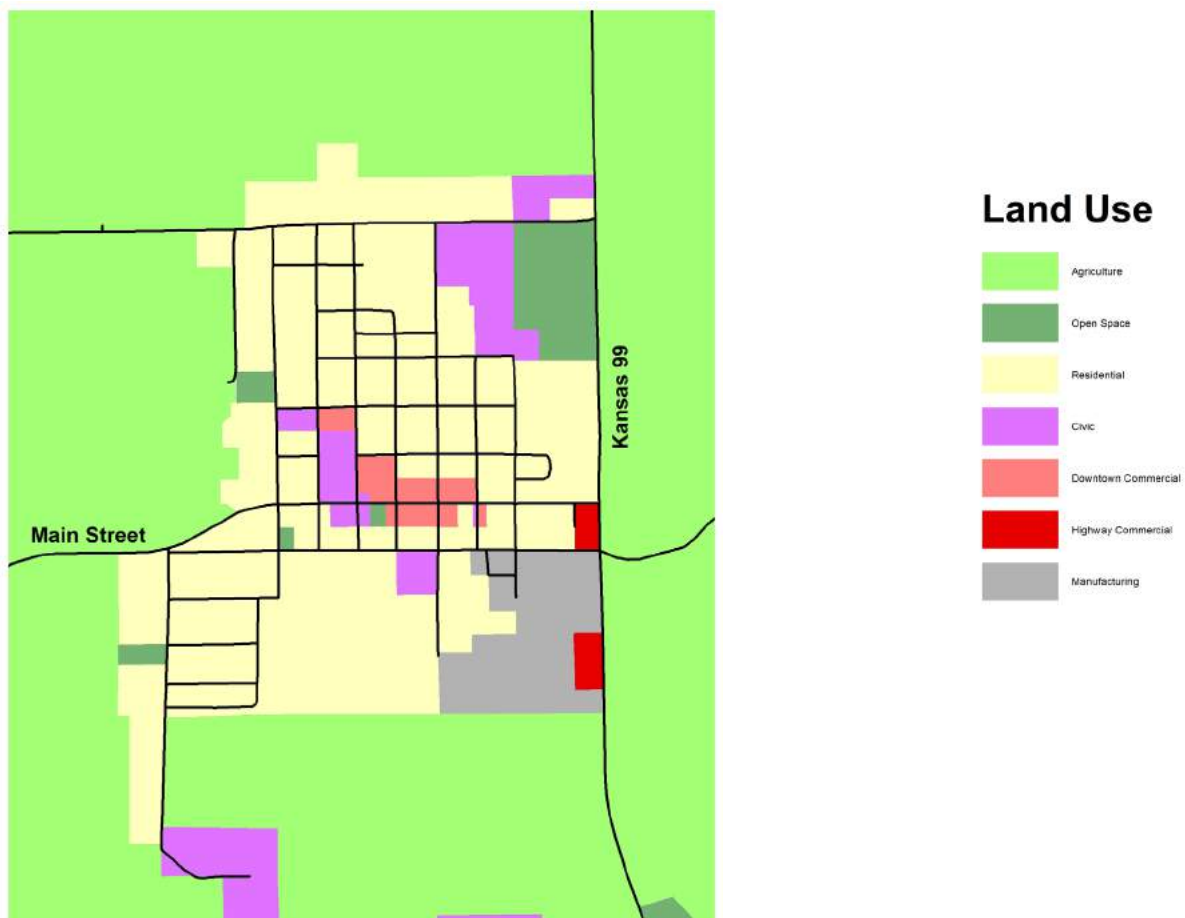 Land Use
Agriculture
Open Space
Residential
Civic
Downtown Commercial
Highway Commercial
Manufacturing
Kansas 99
Main Street